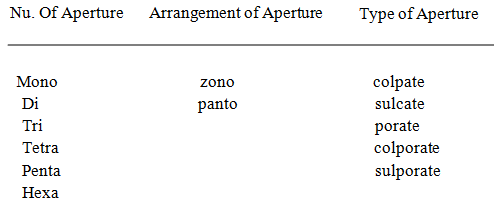 Nu. Of Aperture Arrangement of Aperture Type of Aperture
Mono zono colpate
Di panto sulcate
Tri porate
Tetra colporate
Penta sulporate
Hexa